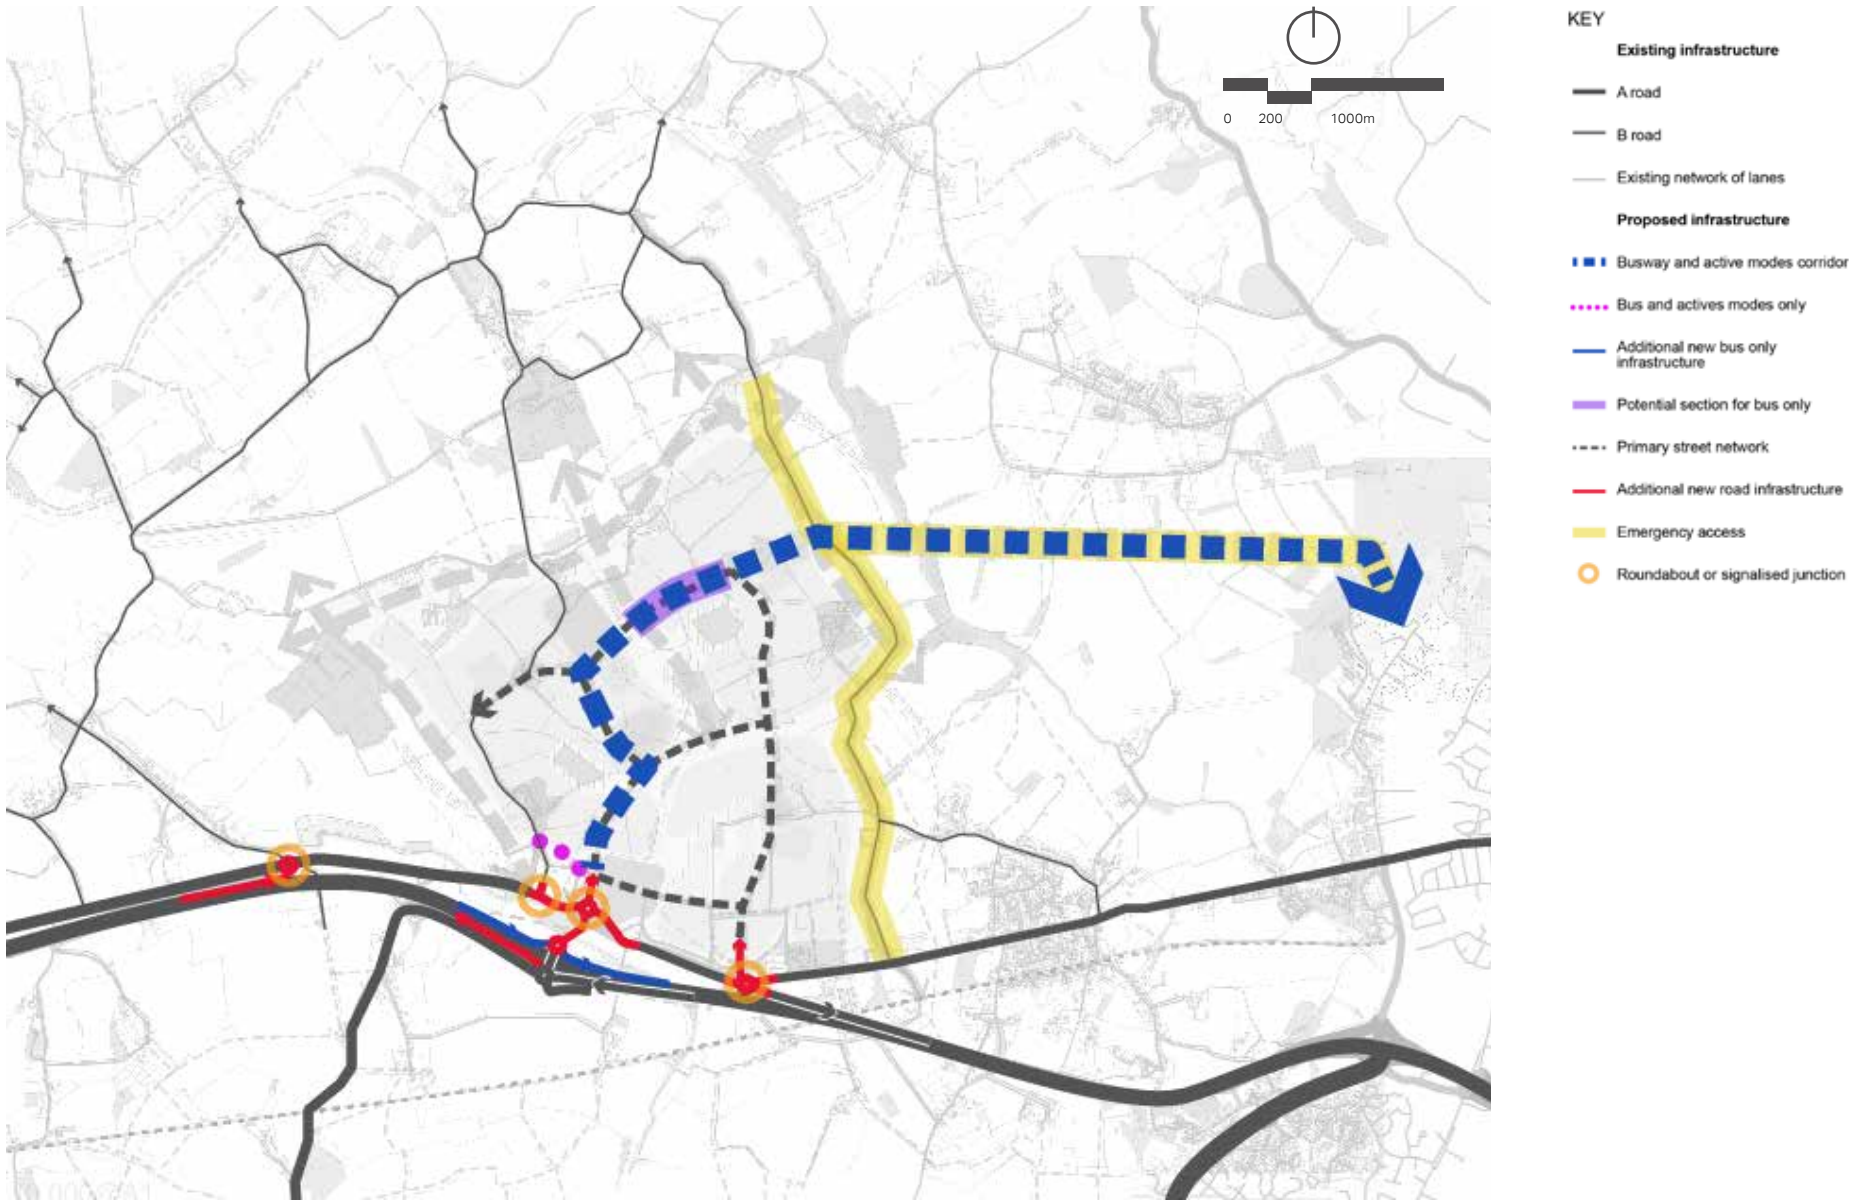 0 200 1000m
KEY
Existing infrastructure
A road
B road
Existing network of lanes
Proposed infrastructure
Busway and active modes corridor
Bus and actives modes only
Additional new bus only
infrastructure
Potential section for bus only
Primary street network
Additional new road infrastructure
Emergency access
Roundabout or signalised junction